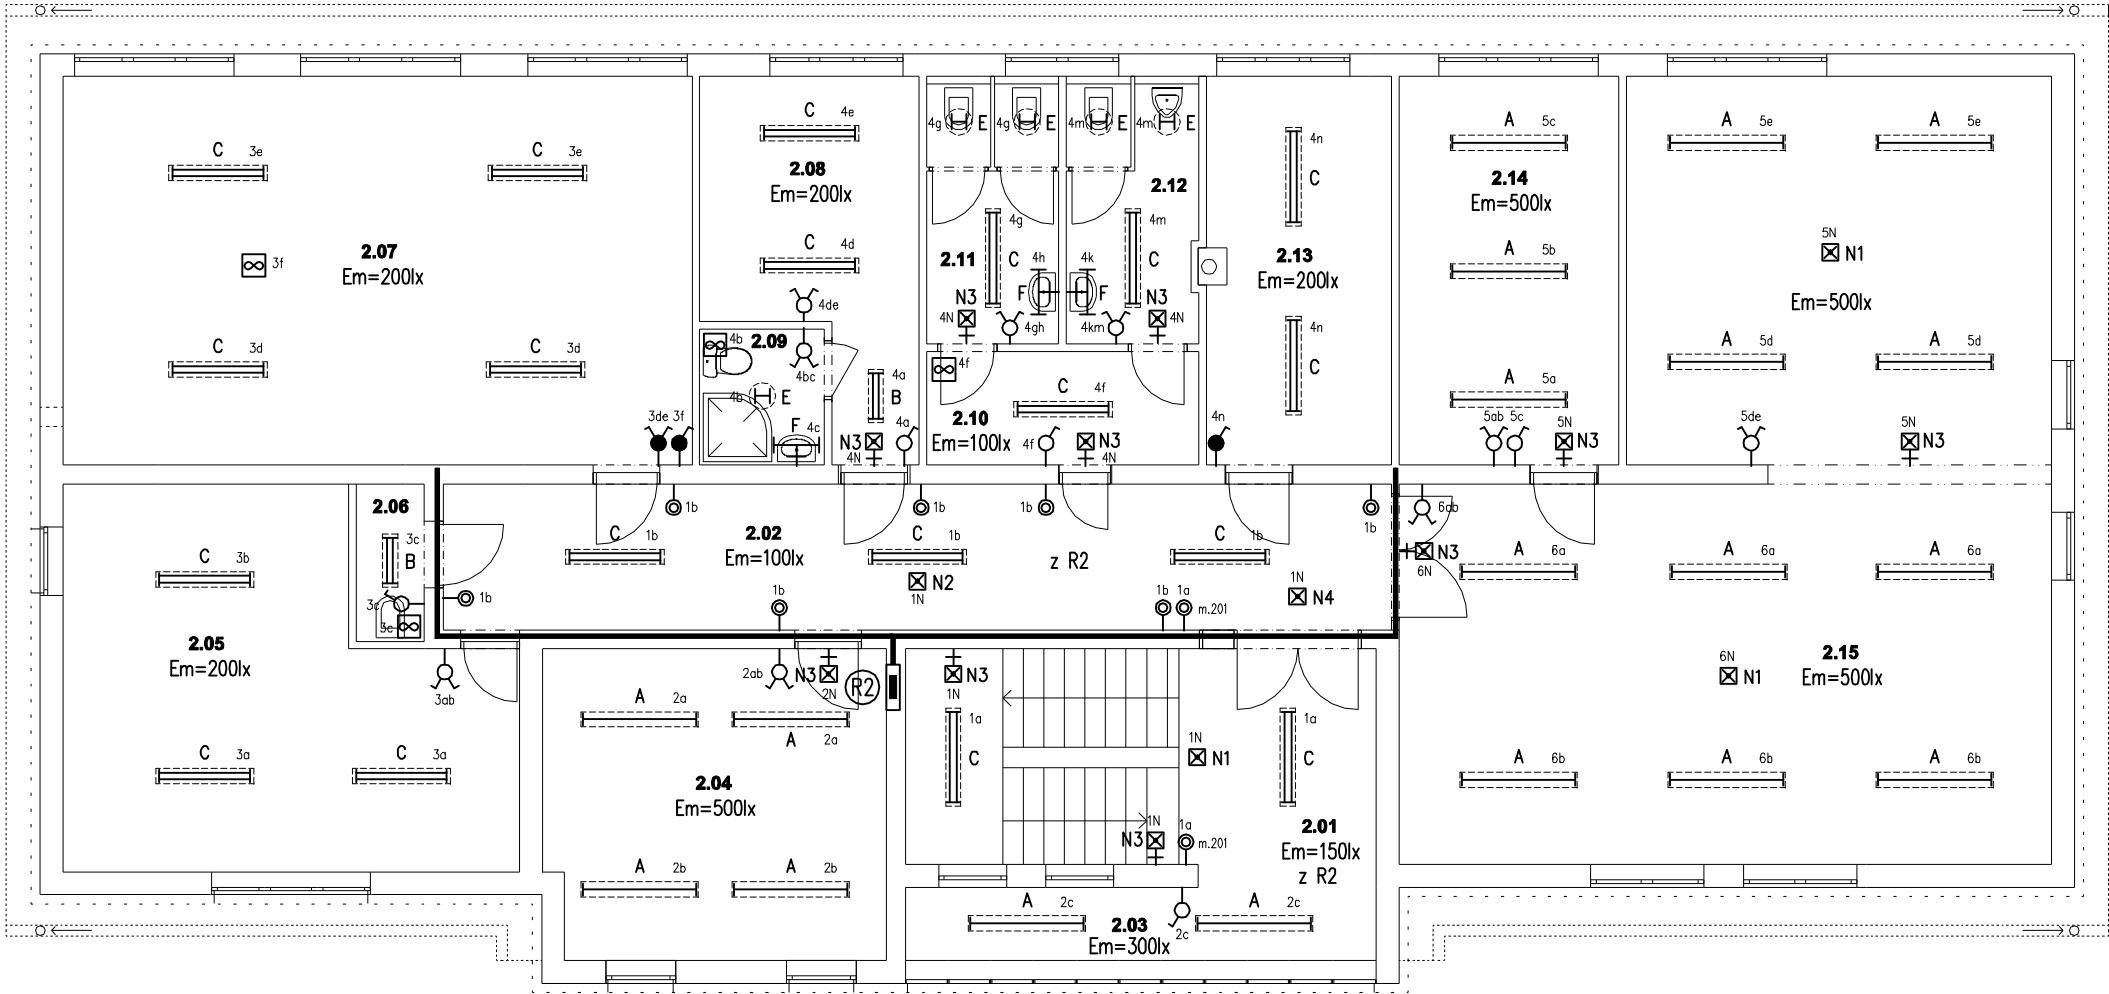 C 3e
C 3e
2.07
Em=200lx
3f
C 3d
C 3d
3de 3f
C 4e
2.08
Em=200lx
C 4d
4de
4b
2.09
4bc
4b E
F 4c
4a
B
N3
4N
4a
4g E
4g E
4m E
4m E
2.12
4g
2.11
C
4h
F
N3
4N
4gh
4m
C
4k
F
N3
4N
4km
4f
C 4f
2.10
Em=100lx
4f
N3
4N
4n
C
2.13
Em=200lx
4n
C
4n
A 5c
2.14
Em=500lx
A 5b
A 5a
5ab 5c
5N
N3
A 5e
A 5e
5N
N1
Em=500lx
A 5d
A 5d
5de
5N
N3
2.06
3c
B
3c
3c
1b
C 3b
2.05
Em=200lx
3ab
C 3a
C 3a
1b
C 1b
2.02
Em=100lx
1b
1b
C 1b
N2
1N
z R2
C 1b
1b
1N
N4
1b
1b 1a
m.201
6ab
N3
6N
A 6a
A 6a
A 6a
6N
N1
2.15
Em=500lx
A 6b
A 6b
A 6b
2ab
N3
2N
R2
A 2a
A 2a
2.04
Em=500lx
A 2b
A 2b
N3
1N
1a
C
1N
N1
1a
C
1N
N3
1a
m.201
2.01
Em=150lx
z R2
A 2c
2.03
Em=300lx
2c
A 2c